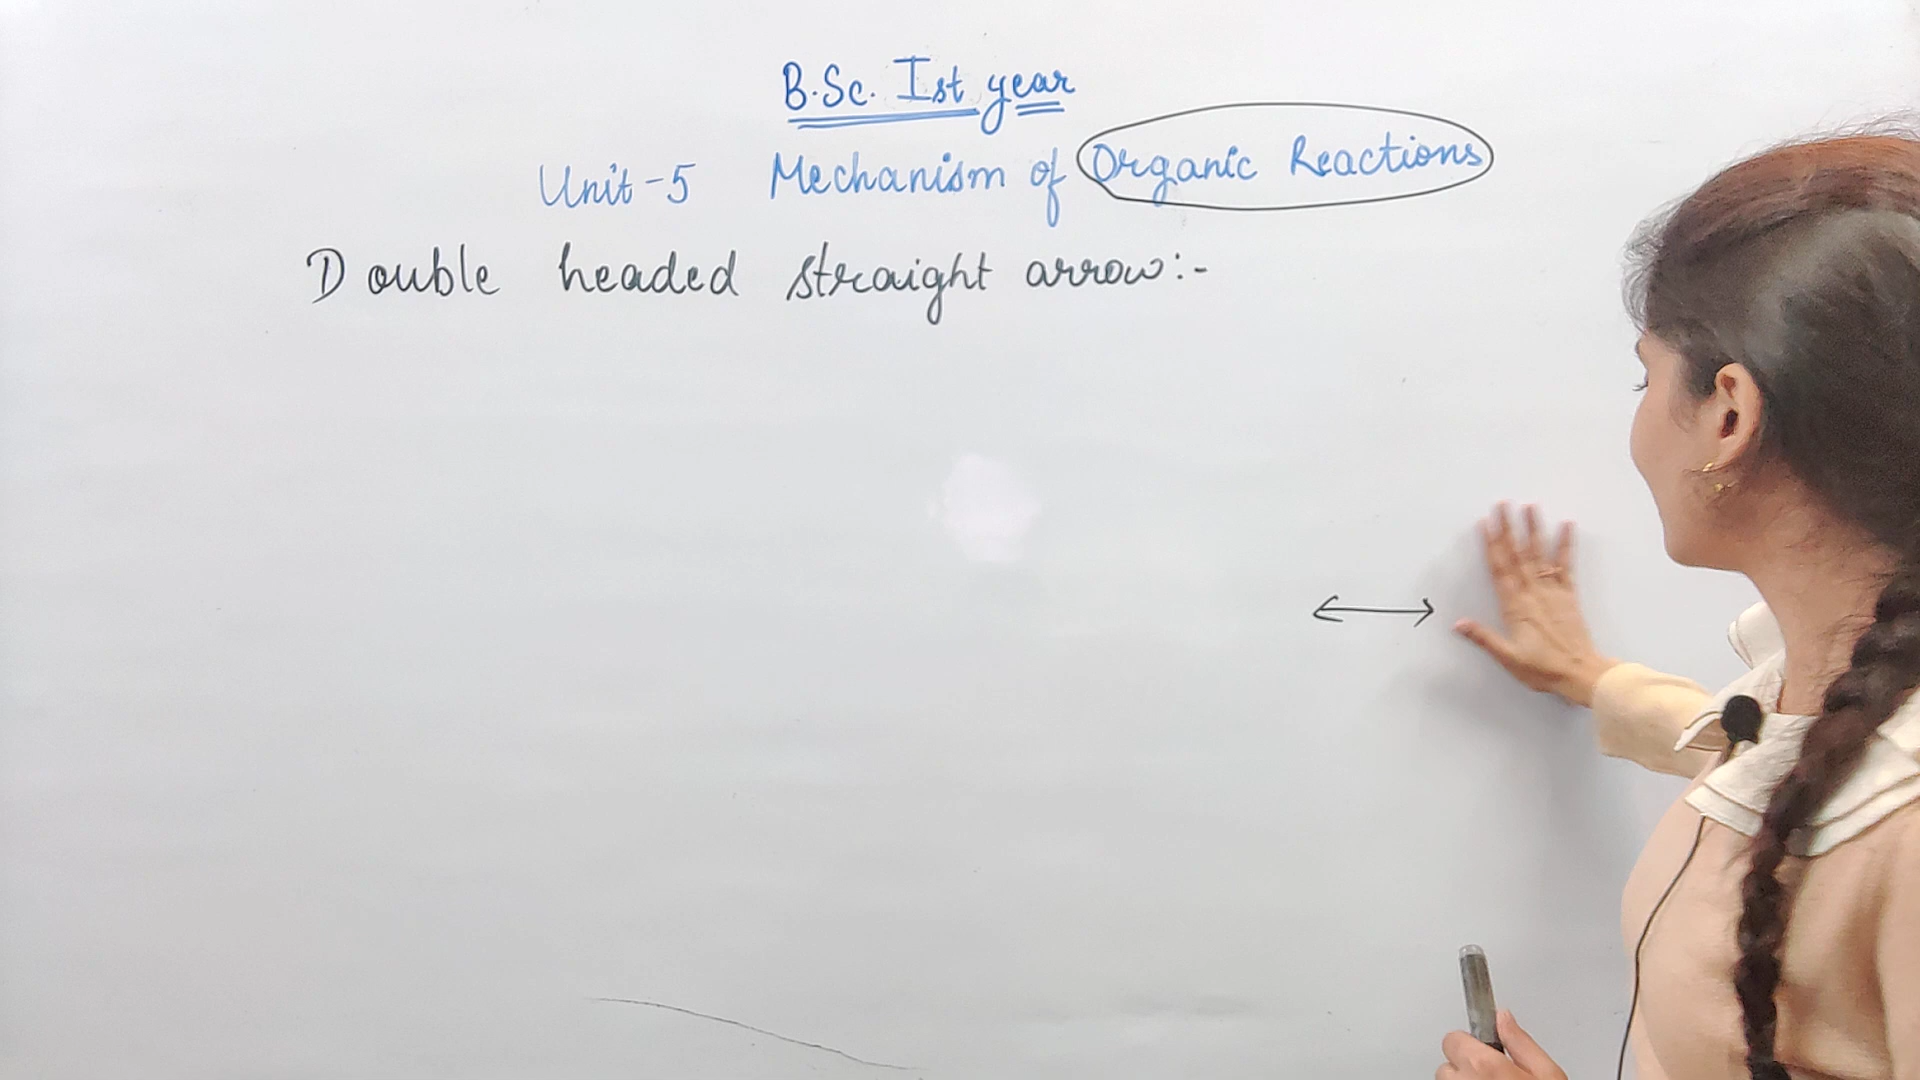 B.Sc. Ist year
Unit-5 Mechanism of Organic Reactions
Double headed straight arrow:-